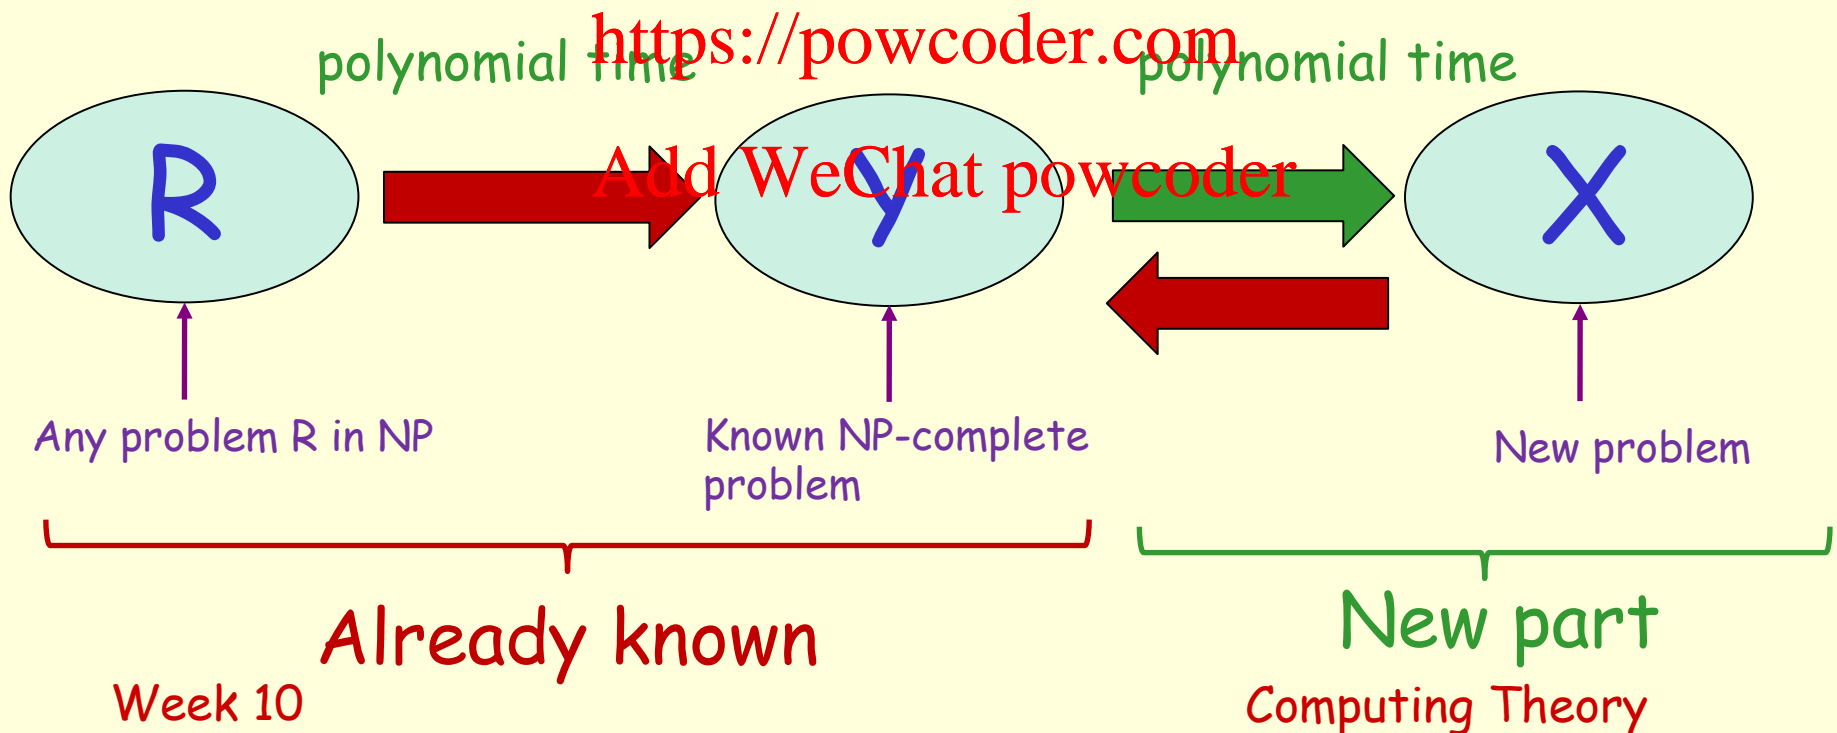 https://powcoder.com
polynomial time
polynomial time
Add WeChat powcoder
R
Y
X
Any problem R in NP
Known NP-complete
problem
New problem
Already known
New part
Week 10
Computing Theory